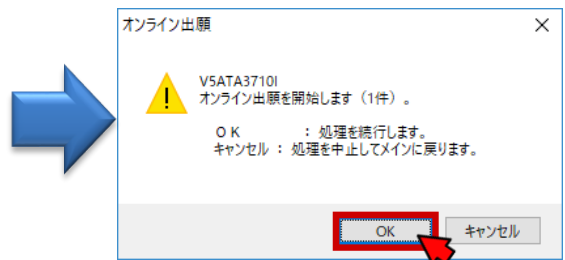 オンライン出願
V5ATA3710I
オンライン出願を開始します（1件）。
ＯＫ　　　　：処理を続行します。
キャンセル ： 処理を中止してメインに戻ります。
OK キャンセル